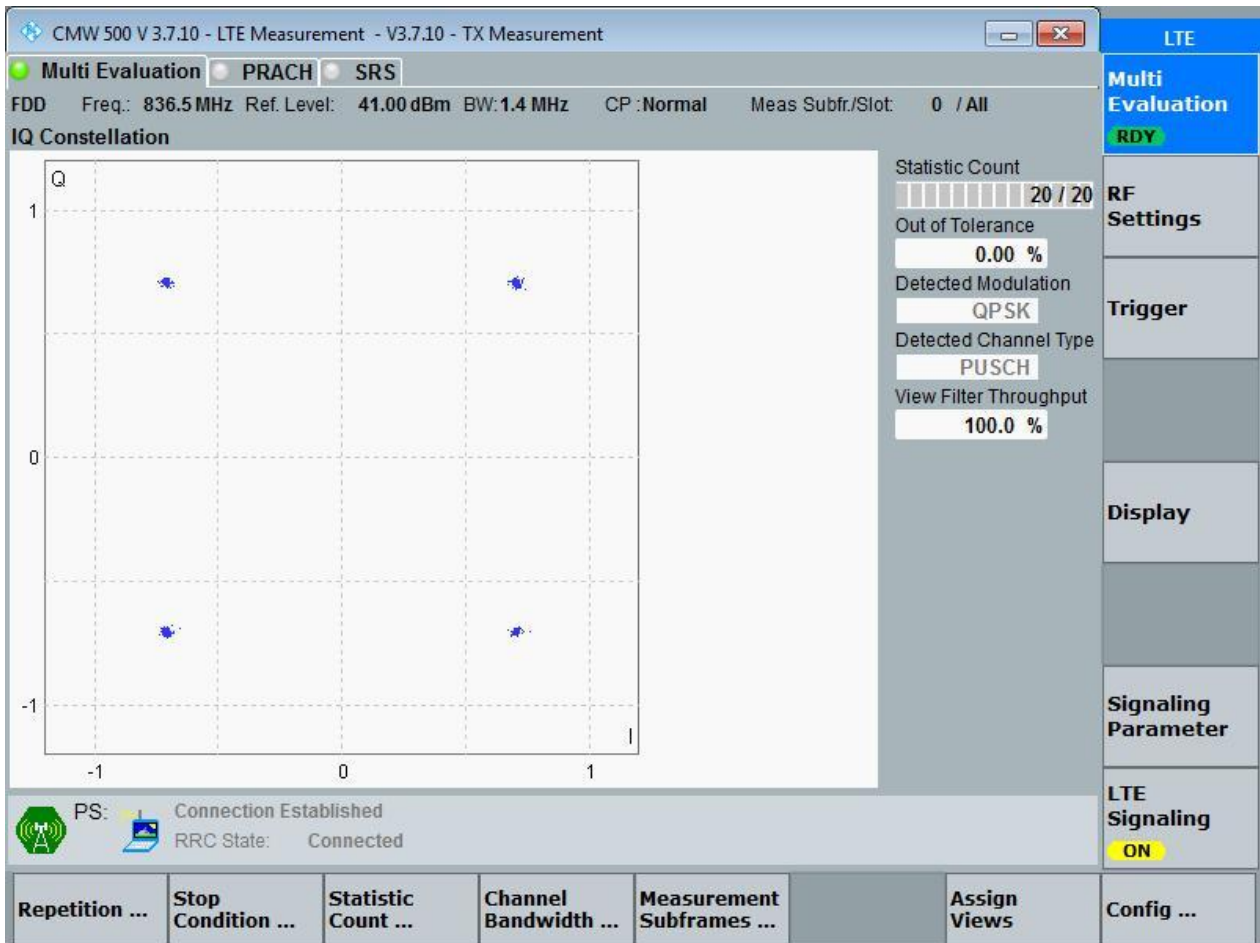 CMW 500 V 3.7.10 - LTE Measurement - V3.7.10 - TX Measurement
LTE
Multi Evaluation PRACH SRS
Multi
Evaluation
RDY
FDD Freq.: 836.5 MHz Ref. Level: 41.00 dBm BW: 1.4 MHz CP : Normal Meas Subfr./Slot: 0 / All
IQ Constellation
Q
1
0
-1
I
-1 0 1
Statistic Count
20 / 20
Out of Tolerance
0.00 %
Detected Modulation
QPSK
Detected Channel Type
PUSCH
View Filter Throughput
100.0 %
RF
Settings
Trigger
Display
Signaling
Parameter
LTE
Signaling
ON
PS: Connection Established
RRC State: Connected
Repetition ...
Stop
Condition ...
Statistic
Count ...
Channel
Bandwidth ...
Measurement
Subframes ...
Assign
Views
Config ...